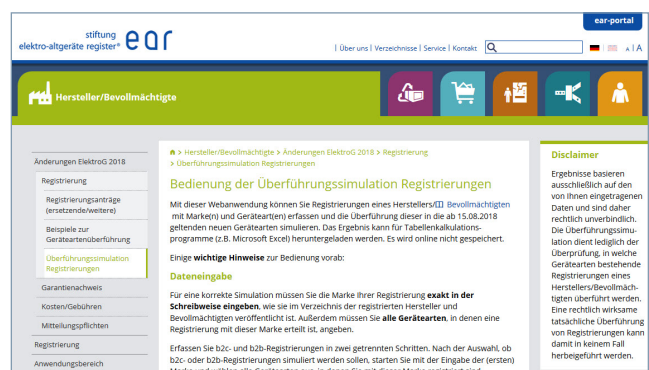 ear-portal
stiftung
elektro-altgeräte register® ear
| Über uns | Verzeichnisse | Service | Kontakt
A | A
Hersteller/Bevollmächtigte
> Hersteller/Bevollmächtigte > Änderungen ElektroG 2018 > Registrierung
> Überführungssimulation Registrierungen
Änderungen ElektroG 2018
Registrierung
Registrierungsanträge
(ersetzende/weitere)
Beispiele zur
Geräteartenüberführung
Überführungssimulation
Registrierungen
Garantienachweis
Kosten/Gebühren
Mitteilungspflichten
Registrierung
Anwendungsbereich
Bedienung der Überführungssimulation Registrierungen
Mit dieser Webanwendung können Sie Registrierungen eines Herstellers/ Bevollmächtigten
mit Marke(n) und Geräteart(en) erfassen und die Überführung dieser in die ab 15.08.2018
geltenden neuen Gerätearten simulieren. Das Ergebnis kann für Tabellenkalkulations-
programme (z.B. Microsoft Excel) heruntergeladen werden. Es wird online nicht gespeichert.
Einige wichtige Hinweise zur Bedienung vorab:
Dateneingabe
Für eine korrekte Simulation müssen Sie die Marke Ihrer Registrierung exakt in der
Schreibweise eingeben, wie sie im Verzeichnis der registrierten Hersteller und
Bevollmächtigten veröffentlicht ist. Außerdem müssen Sie alle Gerätearten, in denen eine
Registrierung mit dieser Marke erteilt ist, angeben.
Erfassen Sie b2c- und b2b-Registrierungen in zwei getrennten Schritten. Nach der Auswahl, ob
b2c- oder b2b-Registrierungen simuliert werden sollen, starten Sie mit der Eingabe der (ersten)
Disclaimer
Ergebnisse basieren
ausschließlich auf den
von Ihnen eingetragenen
Daten und sind daher
rechtlich unverbindlich.
Die Überführungssimu-
lation dient lediglich der
Überprüfung, in welche
Gerätearten bestehende
Registrierungen eines
Herstellers/Bevollmäch-
tigten überführt werden.
Eine rechtlich wirksame
tatsächliche Überführung
von Registrierungen kann
damit in keinem Fall
herbeigeführt werden.